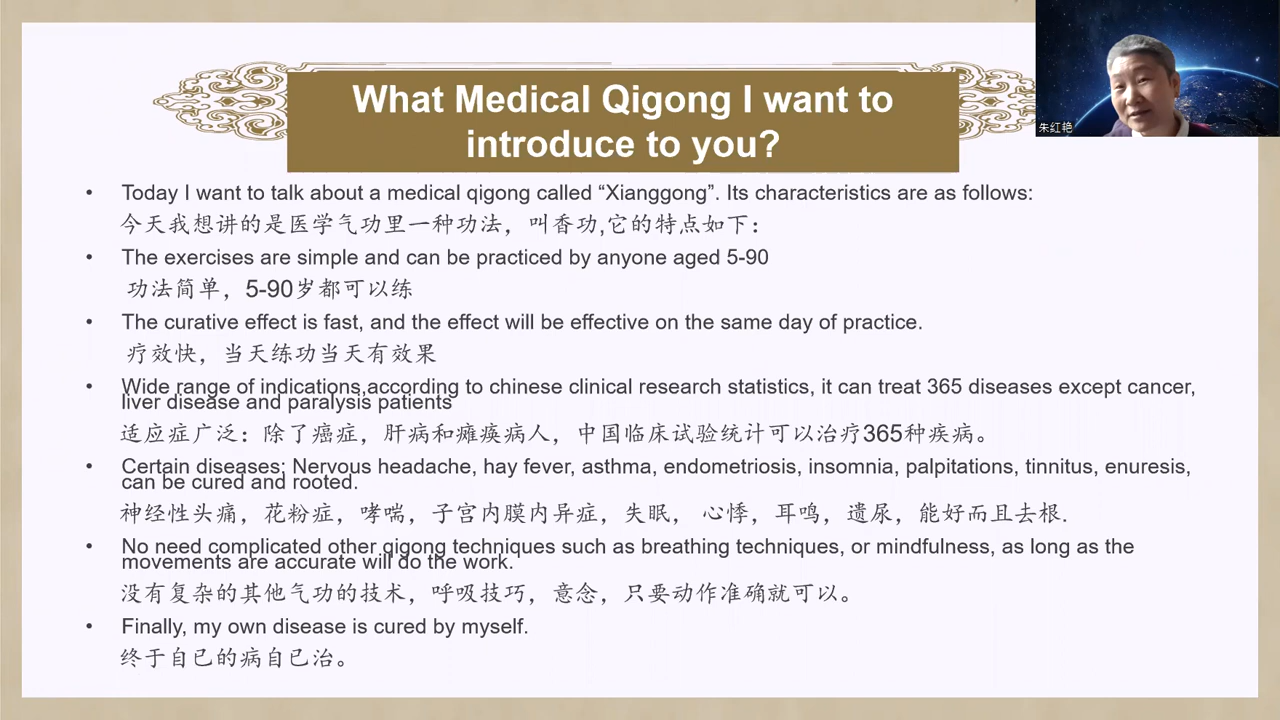 What Medical Qigong I want to
introduce to you?
朱红艳
• Today I want to talk about a medical qigong called “Xianggong”. Its characteristics are as follows:
今天我想讲的是医学气功里一种功法，叫香功,它的特点如下：
• The exercises are simple and can be practiced by anyone aged 5-90
功法简单，5-90岁都可以练
• The curative effect is fast, and the effect will be effective on the same day of practice.
疗效快，当天练功当天有效果
• Wide range of indications,according to chinese clinical research statistics, it can treat 365 diseases except cancer,
liver disease and paralysis patients
适应症广泛：除了癌症，肝病和瘫痪病人，中国临床试验统计可以治疗365种疾病。
• Certain diseases: Nervous headache, hay fever, asthma, endometriosis, insomnia, palpitations, tinnitus, enuresis,
can be cured and rooted.
神经性头痛，花粉症，哮喘，子宫内膜内异症，失眠， 心悸，耳鸣，遗尿，能好而且去根.
• No need complicated other qigong techniques such as breathing techniques, or mindfulness, as long as the
movements are accurate will do the work.
没有复杂的其他气功的技术，呼吸技巧，意念，只要动作准确就可以。
• Finally, my own disease is cured by myself.
终于自己的病自己治。